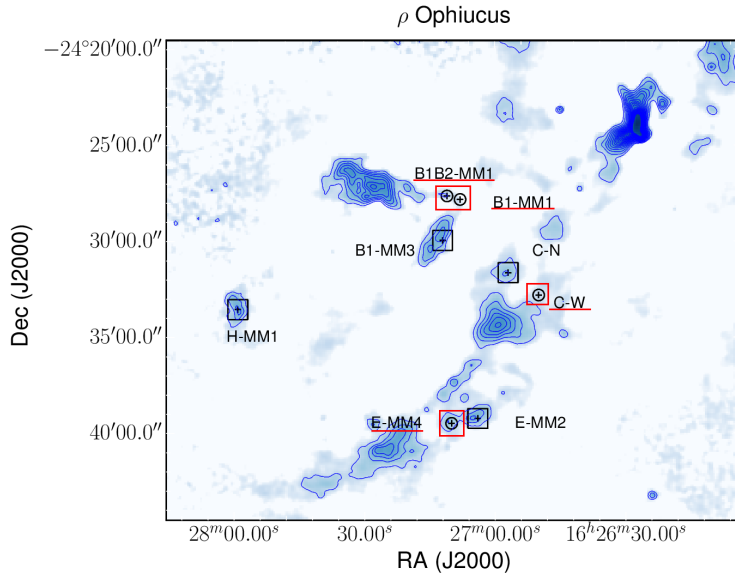 ρ Ophiucus
−24°20′00.0″
25′00.0″
B1B2-MM1
B1-MM1
30′00.0″
B1-MM3
C-N
Dec (J2000)
C-W
35′00.0″
H-MM1
E-MM4
E-MM2
40′00.0″
28ᵐ00.00ˢ
30.00ˢ
27ᵐ00.00ˢ
16ʰ26ᵐ30.00ˢ
RA (J2000)